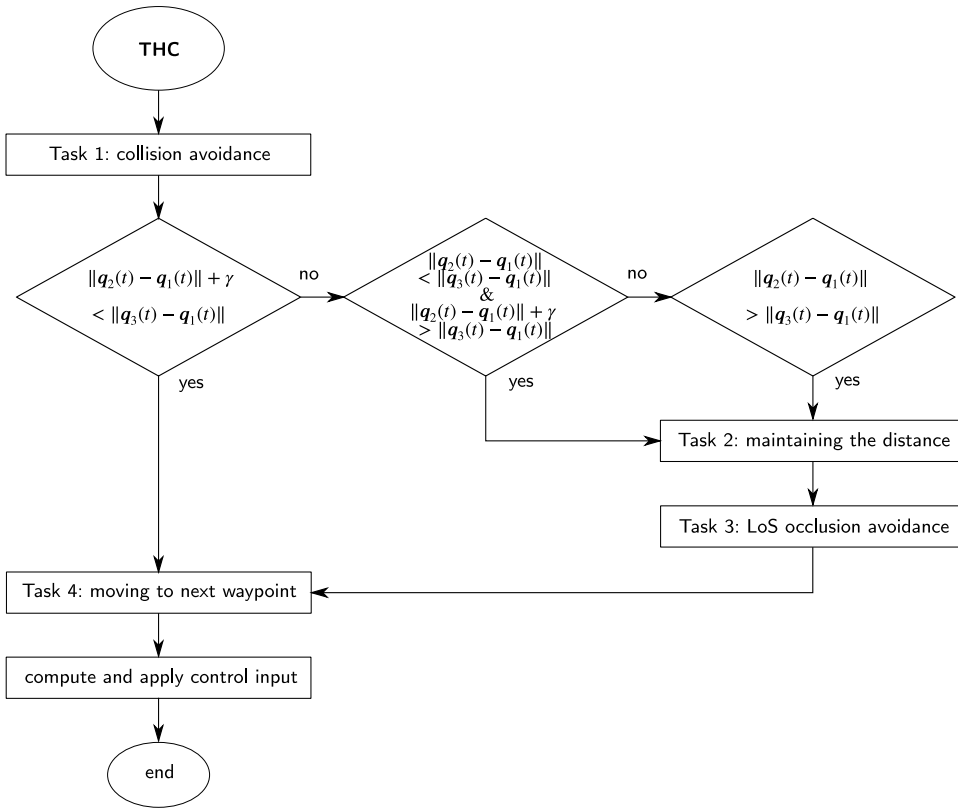 THC
Task 1: collision avoidance
‖q₂(t) − q₁(t)‖ + γ
< ‖q₃(t) − q₁(t)‖
no
‖q₂(t) − q₁(t)‖
< ‖q₃(t) − q₁(t)‖
&
‖q₂(t) − q₁(t)‖ + γ
> ‖q₃(t) − q₁(t)‖
no
‖q₂(t) − q₁(t)‖
> ‖q₃(t) − q₁(t)‖
yes
yes
yes
Task 2: maintaining the distance
Task 3: LoS occlusion avoidance
Task 4: moving to next waypoint
compute and apply control input
end